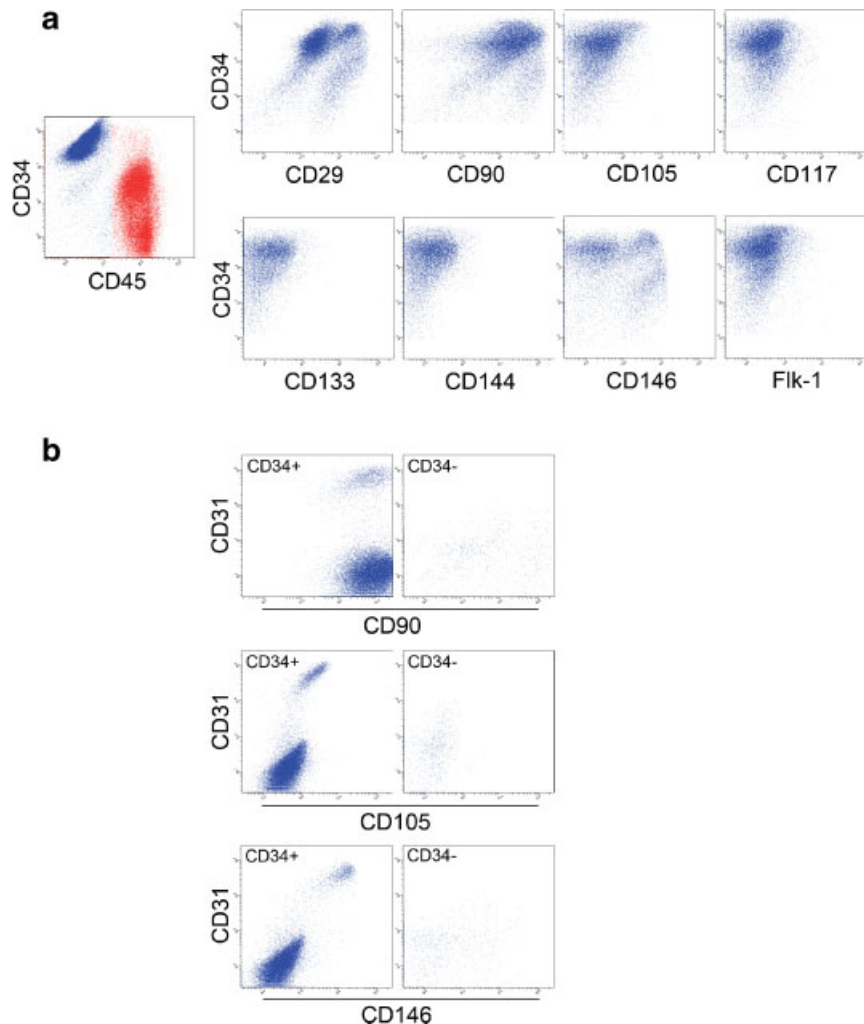 a
CD34
CD45
CD34
CD29
CD90
CD105
CD117
CD34
CD133
CD144
CD146
Flk-1
b
CD31
CD34+
CD34-
CD90
CD31
CD34+
CD34-
CD105
CD31
CD34+
CD34-
CD146